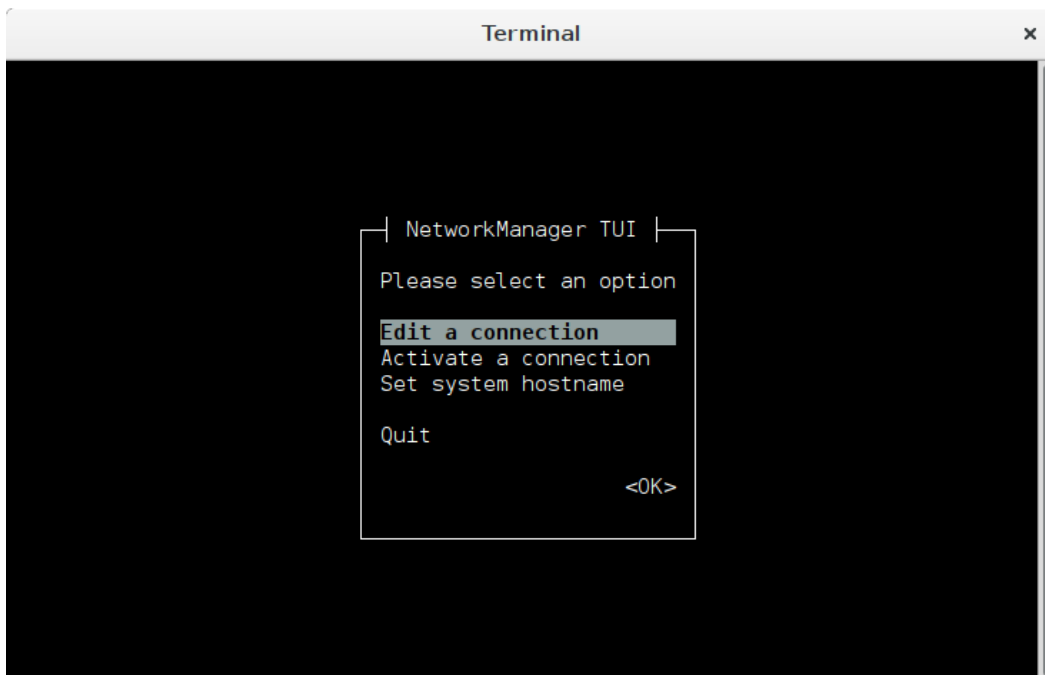 Terminal
NetworkManager TUI
Please select an option
Edit a connection
Activate a connection
Set system hostname
Quit
<OK>